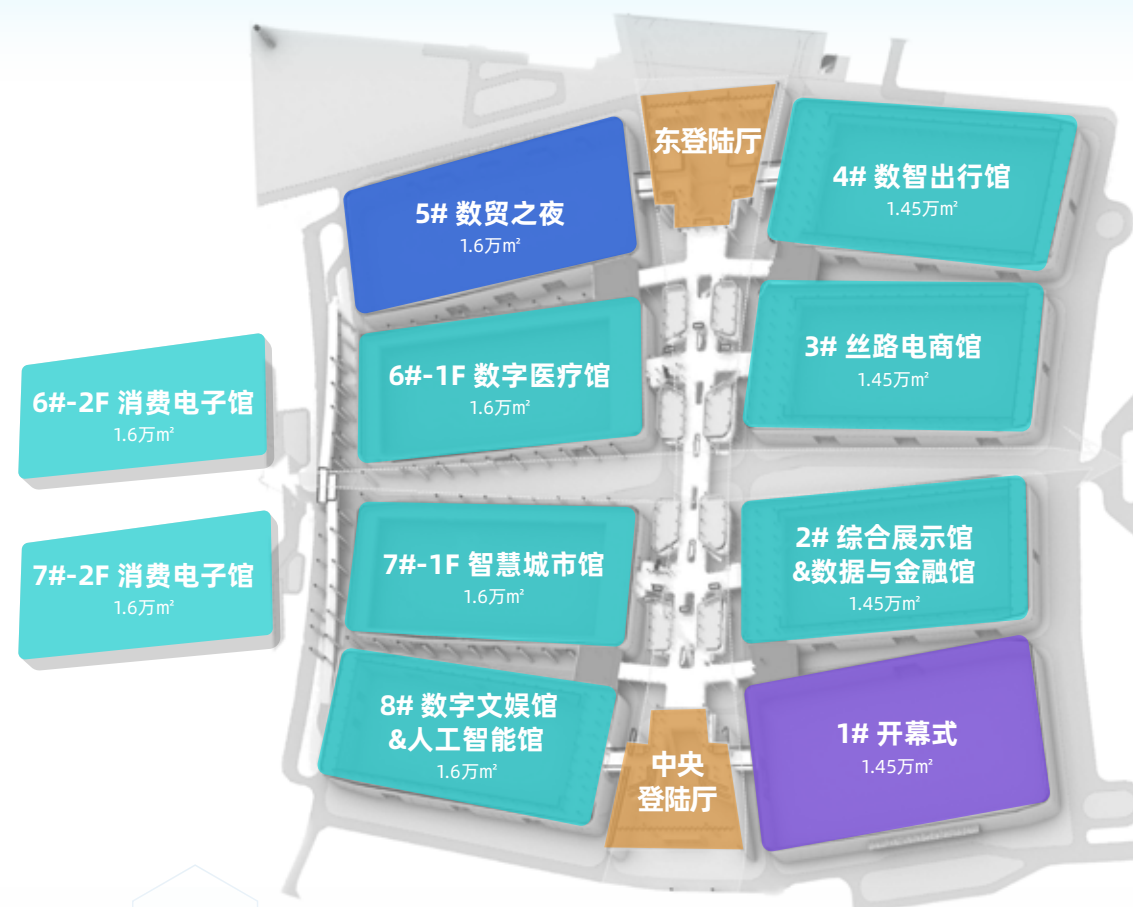 东登陆厅
4# 数智出行馆
1.45万㎡
5# 数贸之夜
1.6万㎡
3# 丝路电商馆
1.45万㎡
6#-1F 数字医疗馆
1.6万㎡
6#-2F 消费电子馆
1.6万㎡
2# 综合展示馆
&数据与金融馆
1.45万㎡
7#-1F 智慧城市馆
1.6万㎡
7#-2F 消费电子馆
1.6万㎡
8# 数字文娱馆
&人工智能馆
1.6万㎡
1# 开幕式
1.45万㎡
中央
登陆厅